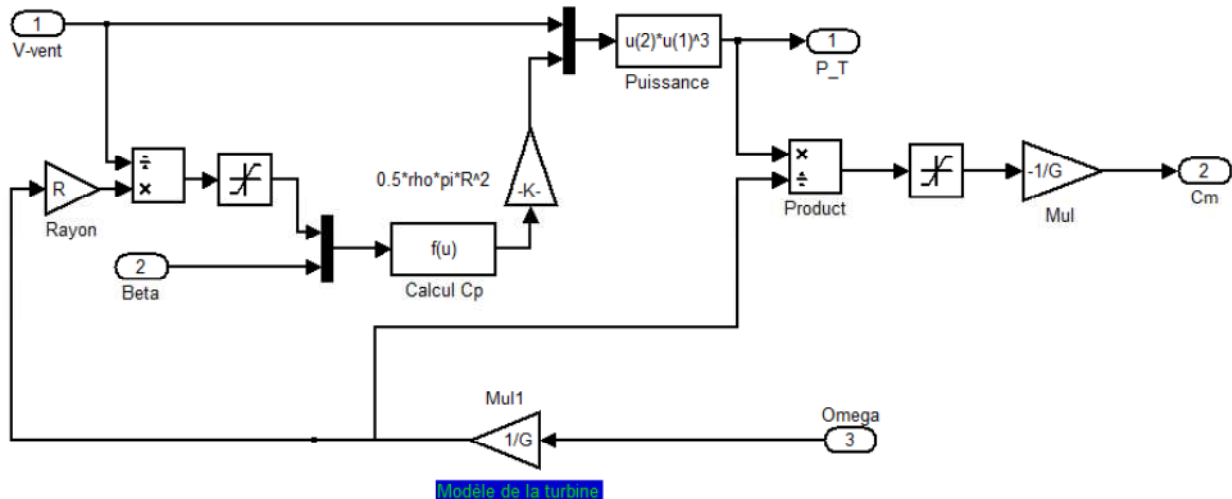 1
V-vent
u(2)*u(1)^3
Puissance
1
P_T
÷
×
R
Rayon
0.5*rho*pi*R^2
-K-
×
÷
Product
-1/G
Mul
2
Cm
2
Beta
f(u)
Calcul Cp
Mul1
1/G
Omega
3
Modèle de la turbine